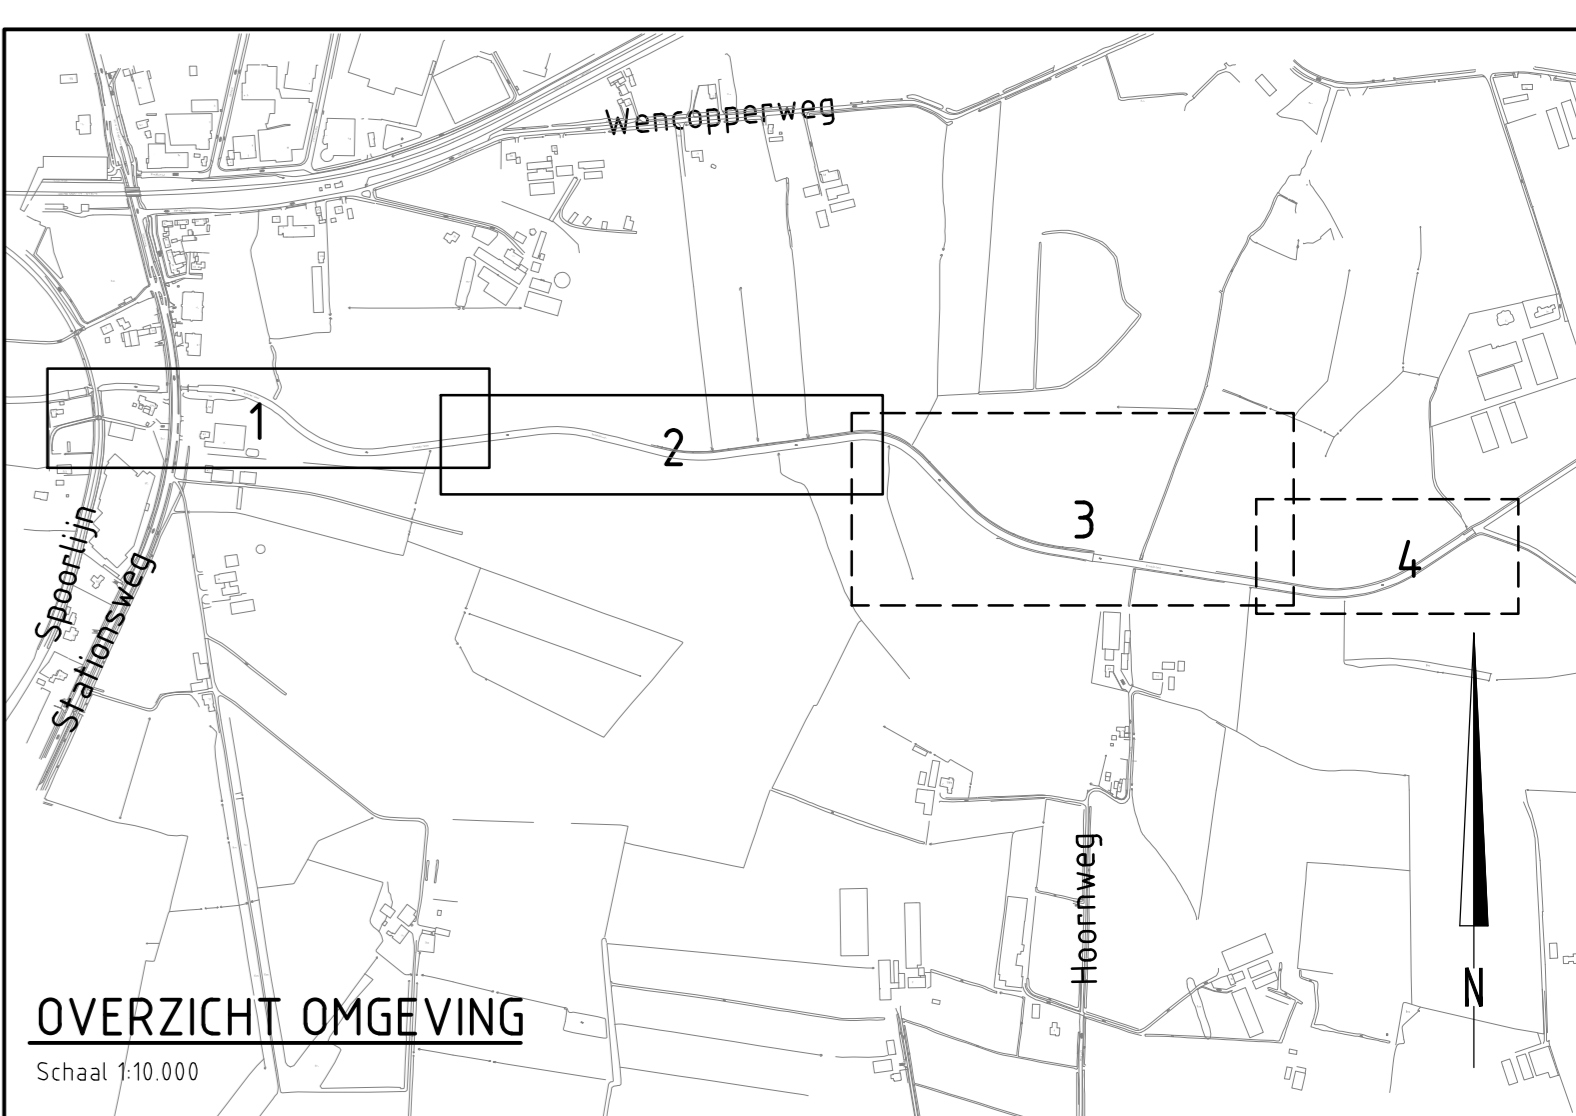 Wencopperweg
1
2
3
4
Spoorlijn
Stationsweg
Hoornweg
N
OVERZICHT OMGEVING
Schaal 1:10.000